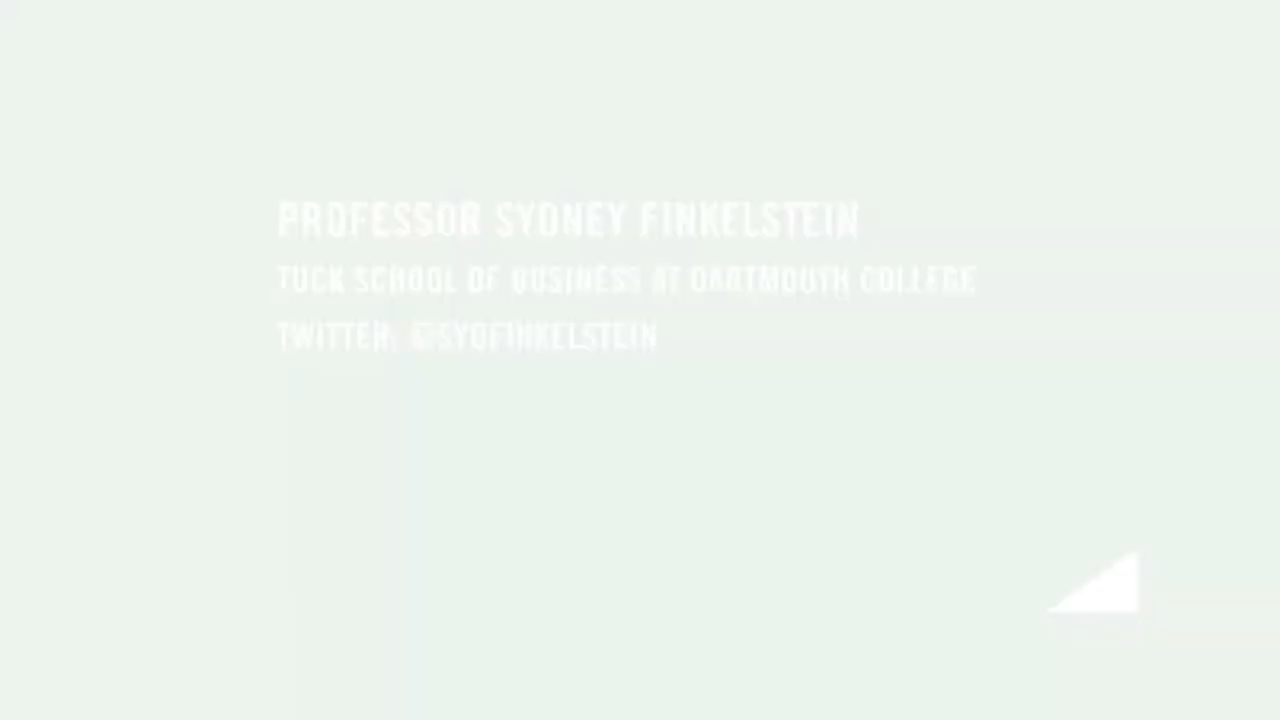 PROFESSOR SYDNEY FINKELSTEIN
TUCK SCHOOL OF BUSINESS AT DARTMOUTH COLLEGE
TWITTER: @SYDFINKELSTEIN